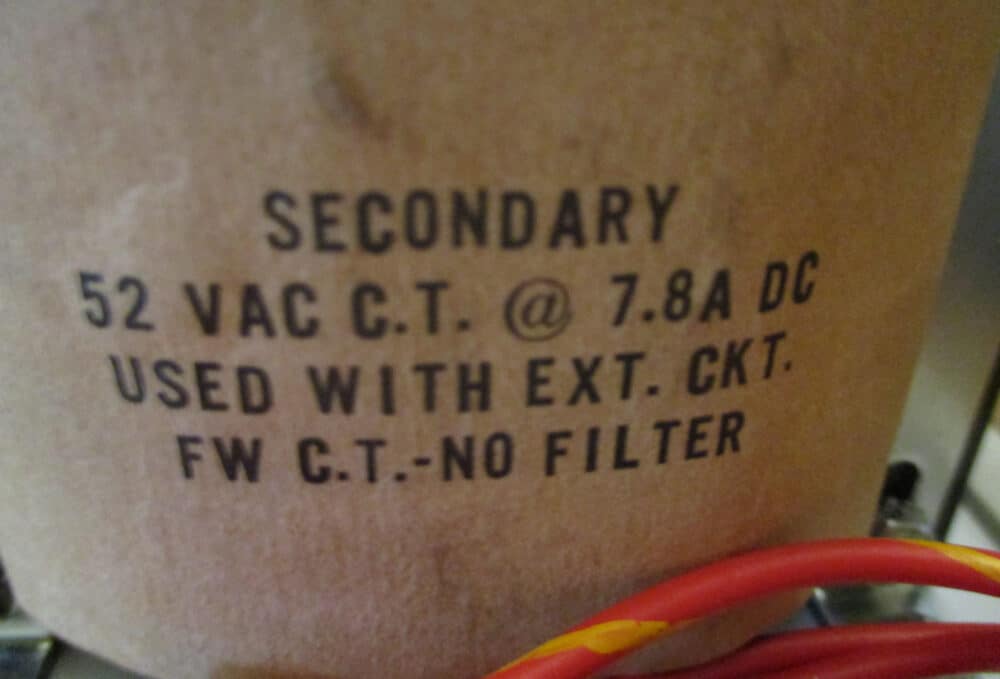 SECONDARY
52 VAC C.T. @ 7.8A DC
USED WITH EXT. CKT.
FW C.T.-NO FILTER